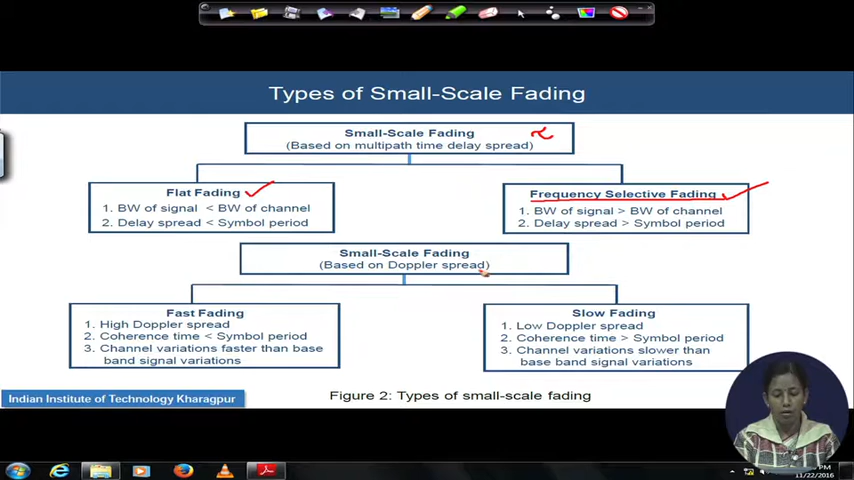 Types of Small-Scale Fading
Small-Scale Fading
(Based on multipath time delay spread)
Flat Fading
1. BW of signal < BW of channel
2. Delay spread < Symbol period
Frequency Selective Fading
1. BW of signal > BW of channel
2. Delay spread > Symbol period
Small-Scale Fading
(Based on Doppler spread)
Fast Fading
1. High Doppler spread
2. Coherence time < Symbol period
3. Channel variations faster than base
band signal variations
Slow Fading
1. Low Doppler spread
2. Coherence time > Symbol period
3. Channel variations slower than
base band signal variations
Indian Institute of Technology Kharagpur
Figure 2: Types of small-scale fading
PM
11/22/2016